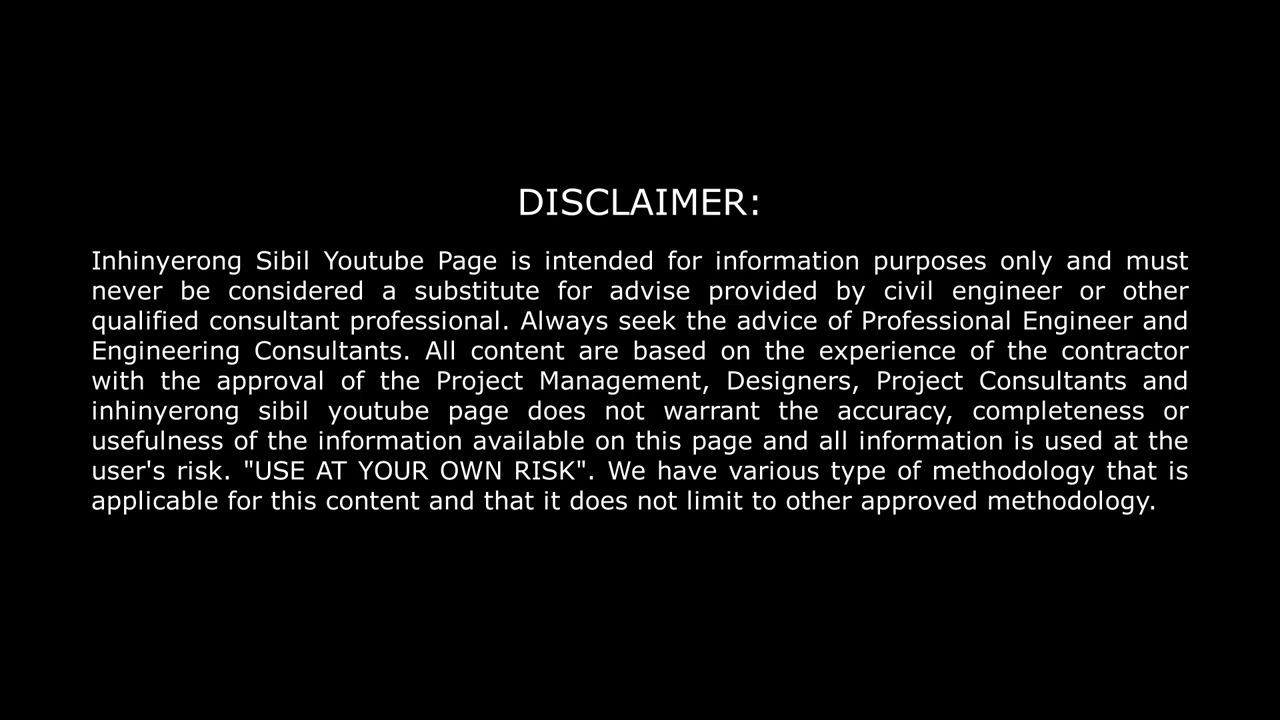 DISCLAIMER:
Inhinyerong Sibil Youtube Page is intended for information purposes only and must
never be considered a substitute for advise provided by civil engineer or other
qualified consultant professional. Always seek the advice of Professional Engineer and
Engineering Consultants. All content are based on the experience of the contractor
with the approval of the Project Management, Designers, Project Consultants and
inhinyerong sibil youtube page does not warrant the accuracy, completeness or
usefulness of the information available on this page and all information is used at the
user's risk. "USE AT YOUR OWN RISK". We have various type of methodology that is
applicable for this content and that it does not limit to other approved methodology.